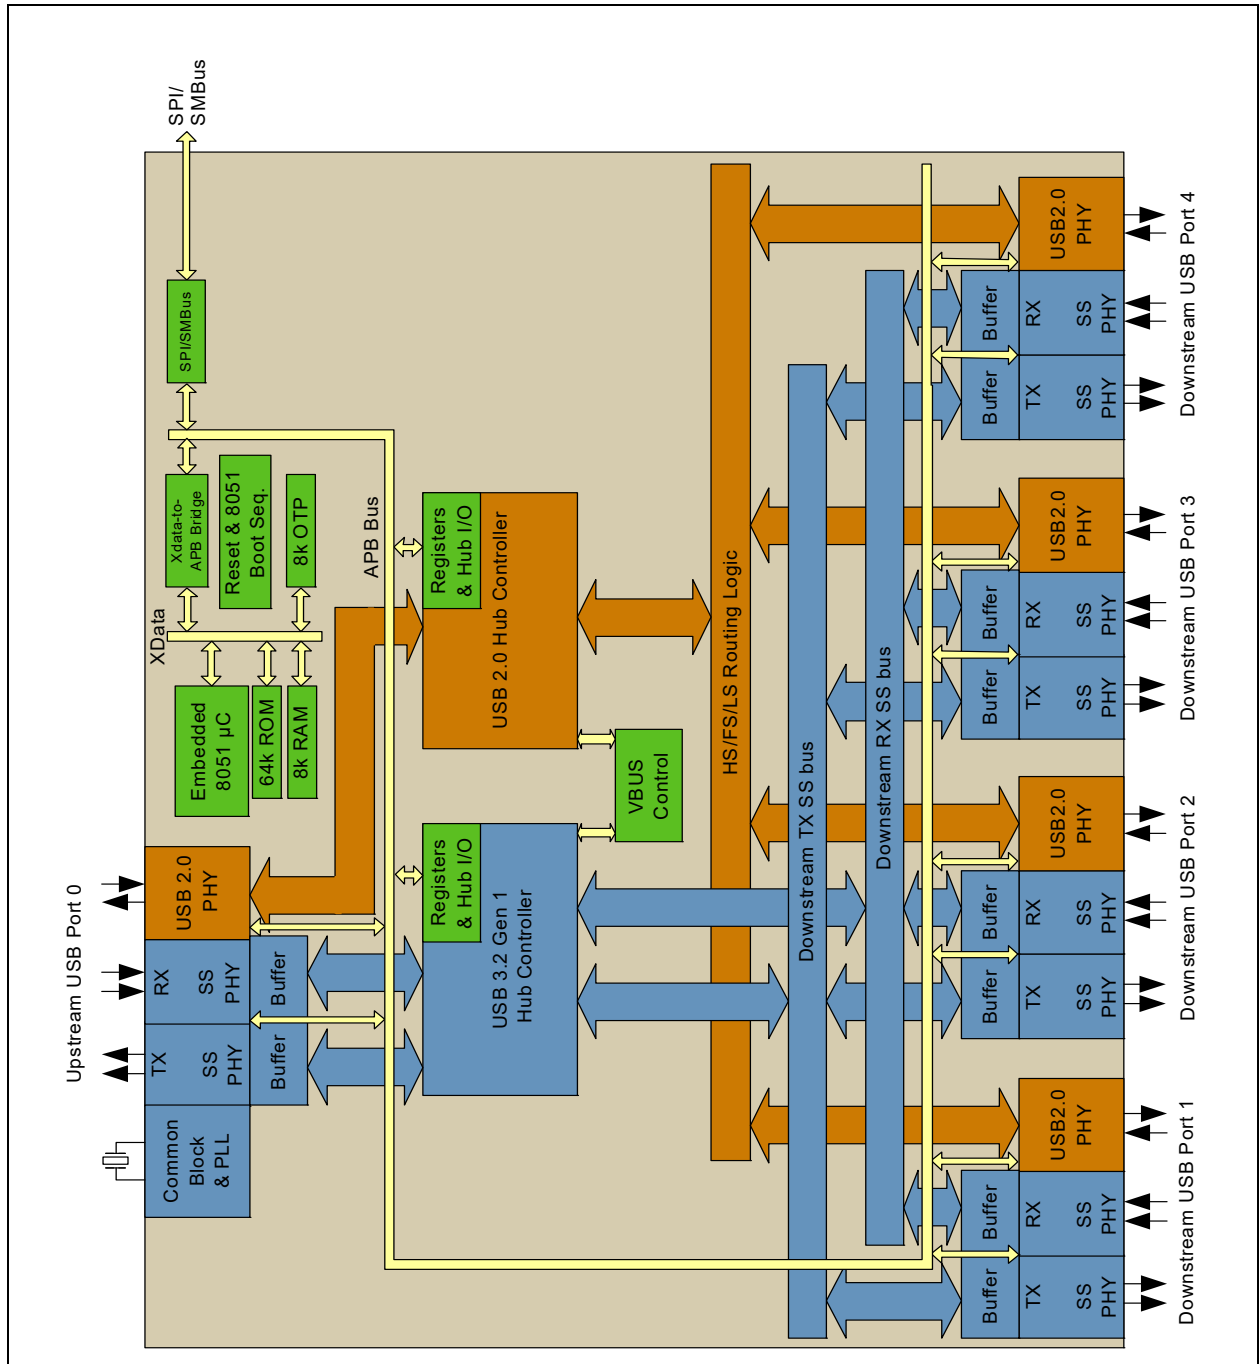 SPI/
SMBus
SPI/SMBus
Xdata-to-
APB Bridge
Reset & 8051
Boot Seq.
8k OTP
XData
APB Bus
Embedded
8051 µC
64k ROM
8k RAM
Registers
& Hub I/O
USB 2.0 Hub Controller
VBUS
Control
Registers
& Hub I/O
USB 3.2 Gen 1
Hub Controller
Upstream USB Port 0
USB 2.0
PHY
RX
SS
PHY
Buffer
TX
SS
PHY
Buffer
Common
Block
& PLL
HS/FS/LS Routing Logic
Downstream TX SS bus
Downstream RX SS bus
USB2.0
PHY
Buffer
RX
SS
PHY
Buffer
TX
SS
PHY
Downstream USB Port 4
USB2.0
PHY
Buffer
RX
SS
PHY
Buffer
TX
SS
PHY
Downstream USB Port 3
USB2.0
PHY
Buffer
RX
SS
PHY
Buffer
TX
SS
PHY
Downstream USB Port 2
USB2.0
PHY
Buffer
RX
SS
PHY
Buffer
TX
SS
PHY
Downstream USB Port 1